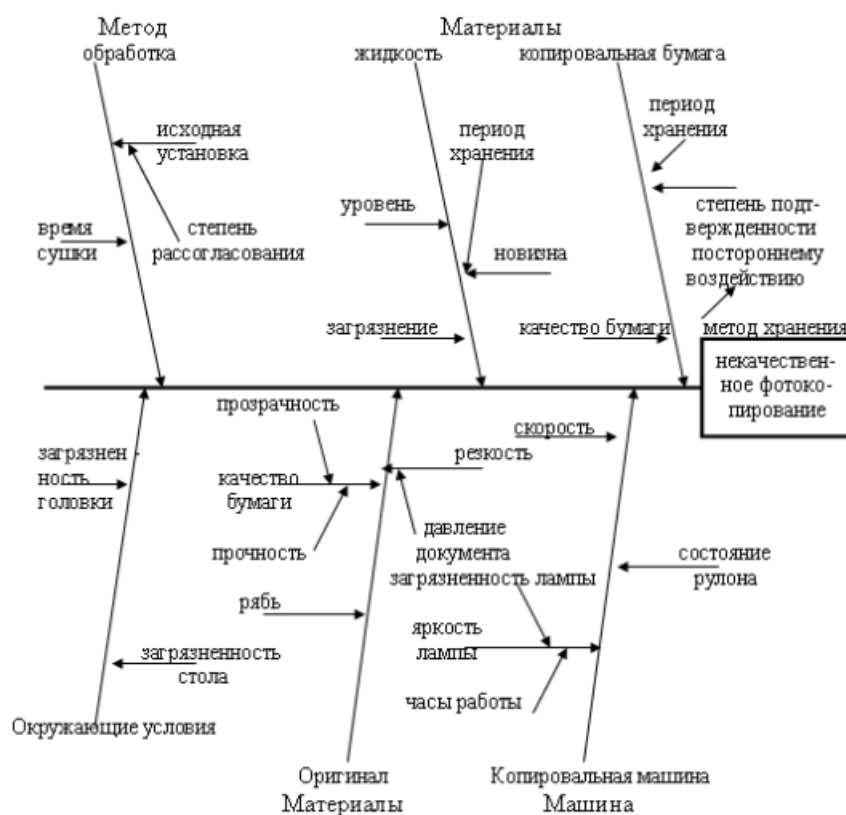 Метод
обработка
Материалы
жидкость
копировальная бумага
исходная
установка
время
сушки
степень
рассогласования
период
хранения
уровень
новизна
загрязнение
период
хранения
степень подт-
вержденности
постороннему
воздействию
качество бумаги
метод хранения
некачествен-
ное фотоко-
пирование
загрязнен -
ность
головки
загрязненность
стола
Окружающие условия
прозрачность
качество
бумаги
прочность
рябь
резкость
давление
документа
Оригинал
Материалы
скорость
состояние
рулона
загрязненность лампы
яркость
лампы
часы работы
Копировальная машина
Машина